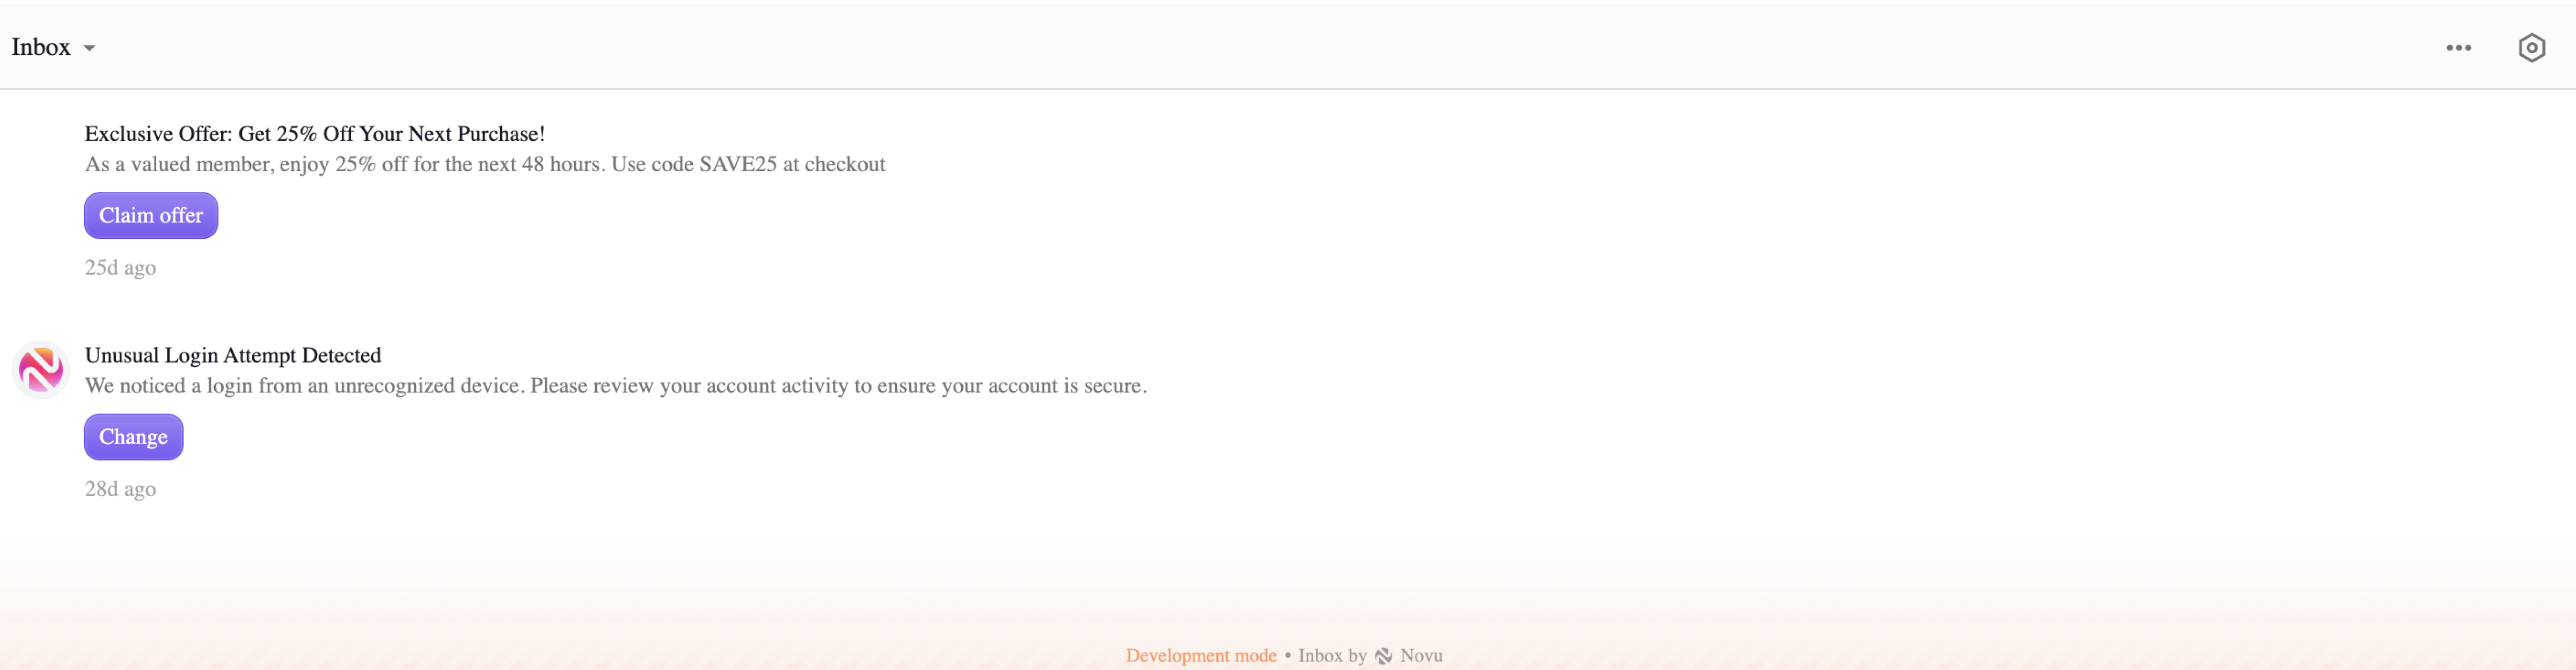 Inbox
Exclusive Offer: Get 25% Off Your Next Purchase!
As a valued member, enjoy 25% off for the next 48 hours. Use code SAVE25 at checkout
Claim offer
25d ago
Unusual Login Attempt Detected
We noticed a login from an unrecognized device. Please review your account activity to ensure your account is secure.
Change
28d ago
Development mode • Inbox by Novu